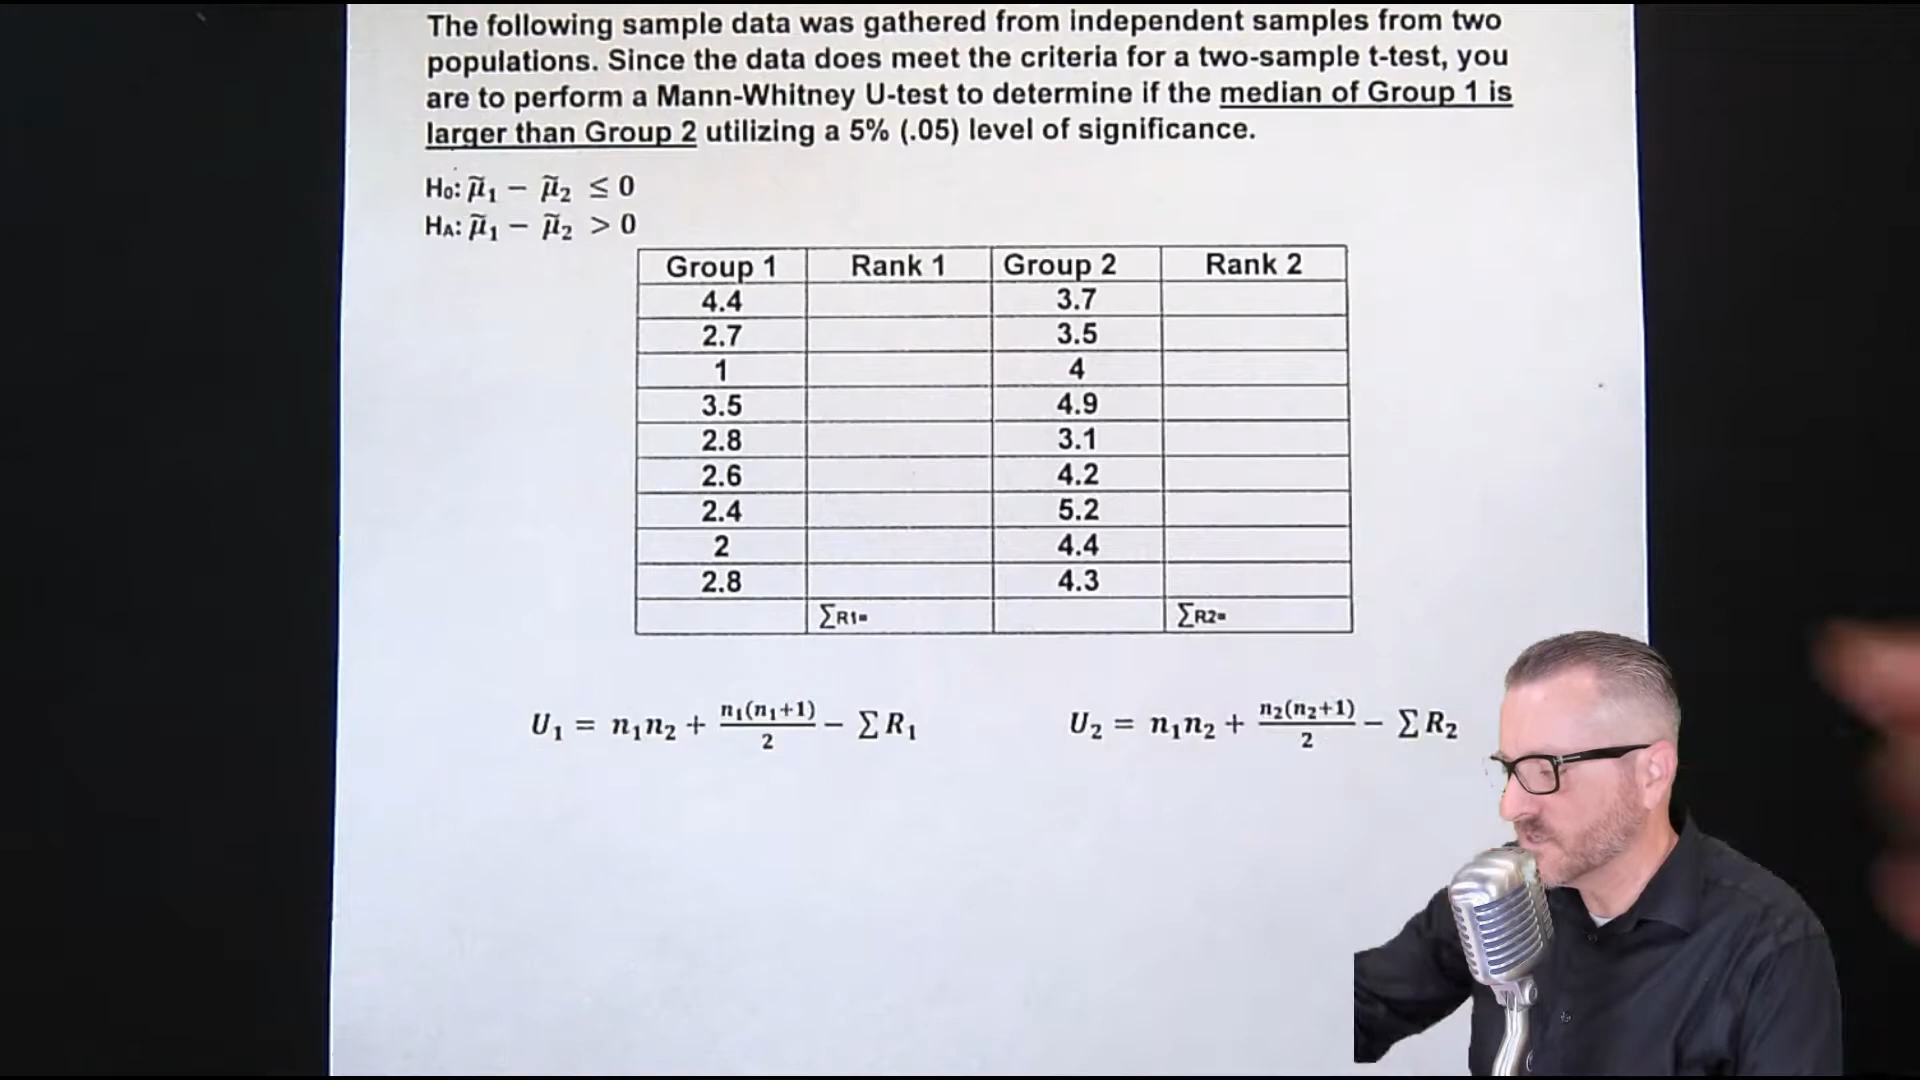 The following sample data was gathered from independent samples from two
populations. Since the data does meet the criteria for a two-sample t-test, you
are to perform a Mann-Whitney U-test to determine if the median of Group 1 is
larger than Group 2 utilizing a 5% (.05) level of significance.
H₀: μ̃₁ − μ̃₂ ≤ 0
Hᴀ: μ̃₁ − μ̃₂ > 0
Group 1 Rank 1 Group 2 Rank 2
4.4 3.7
2.7 3.5
1 4
3.5 4.9
2.8 3.1
2.6 4.2
2.4 5.2
2 4.4
2.8 4.3
∑R1= ∑R2=
U₁ = n₁n₂ + n₁(n₁+1)/2 − ∑R₁ U₂ = n₁n₂ + n₂(n₂+1)/2 − ∑R₂